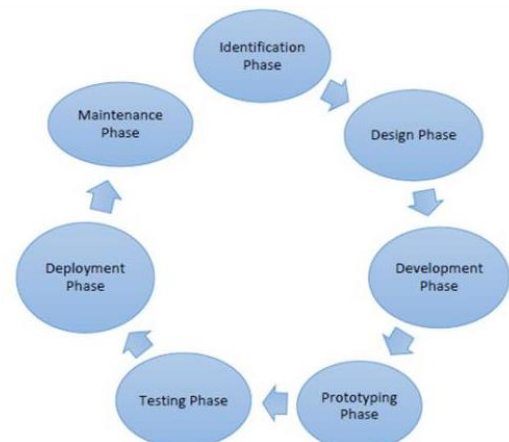 Identification
Phase
Design Phase
Development
Phase
Prototyping
Phase
Testing Phase
Deployment
Phase
Maintenance
Phase